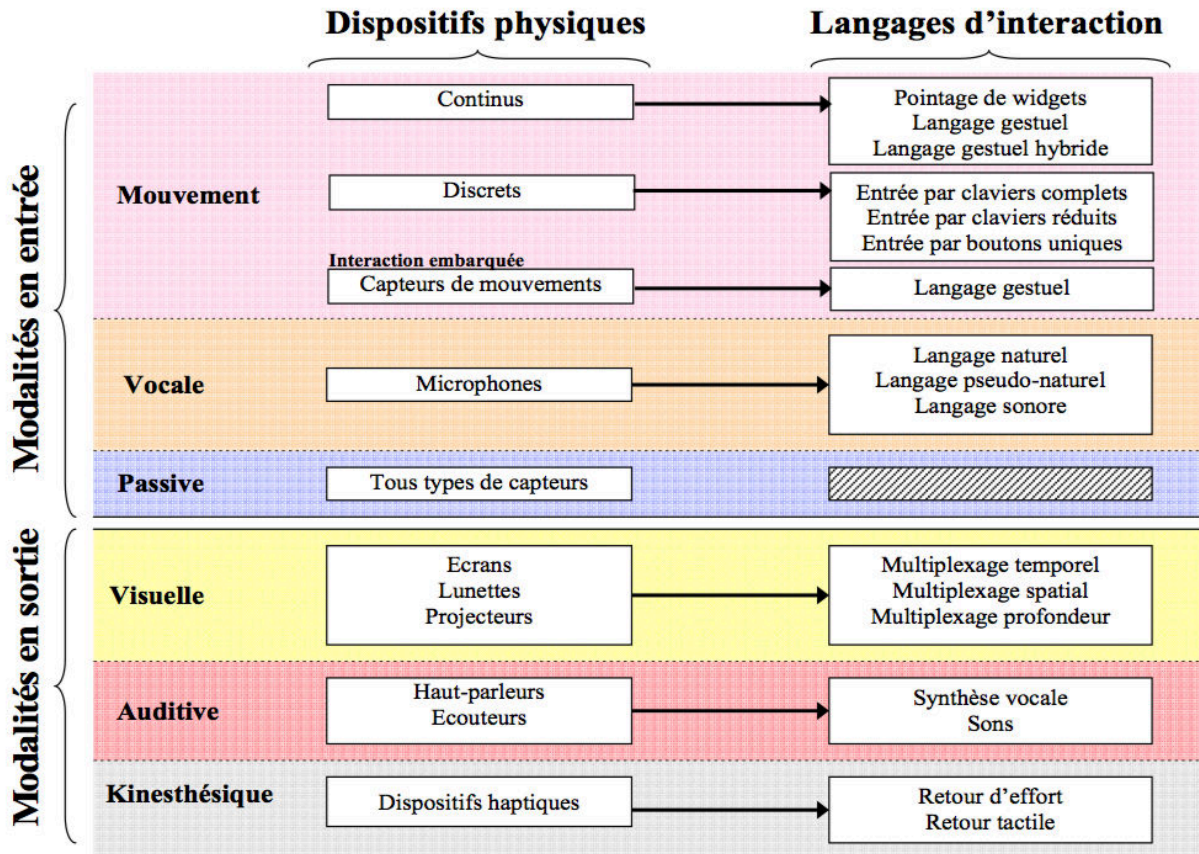 Dispositifs physiques
Langages d'interaction
Modalités en entrée
Mouvement
Continus
Pointage de widgets
Langage gestuel
Langage gestuel hybride
Discrets
Entrée par claviers complets
Entrée par claviers réduits
Entrée par boutons uniques
Interaction embarquée
Capteurs de mouvements
Langage gestuel
Vocale
Microphones
Langage naturel
Langage pseudo-naturel
Langage sonore
Passive
Tous types de capteurs
Modalités en sortie
Visuelle
Ecrans
Lunettes
Projecteurs
Multiplexage temporel
Multiplexage spatial
Multiplexage profondeur
Auditive
Haut-parleurs
Ecouteurs
Synthèse vocale
Sons
Kinesthésique
Dispositifs haptiques
Retour d'effort
Retour tactile